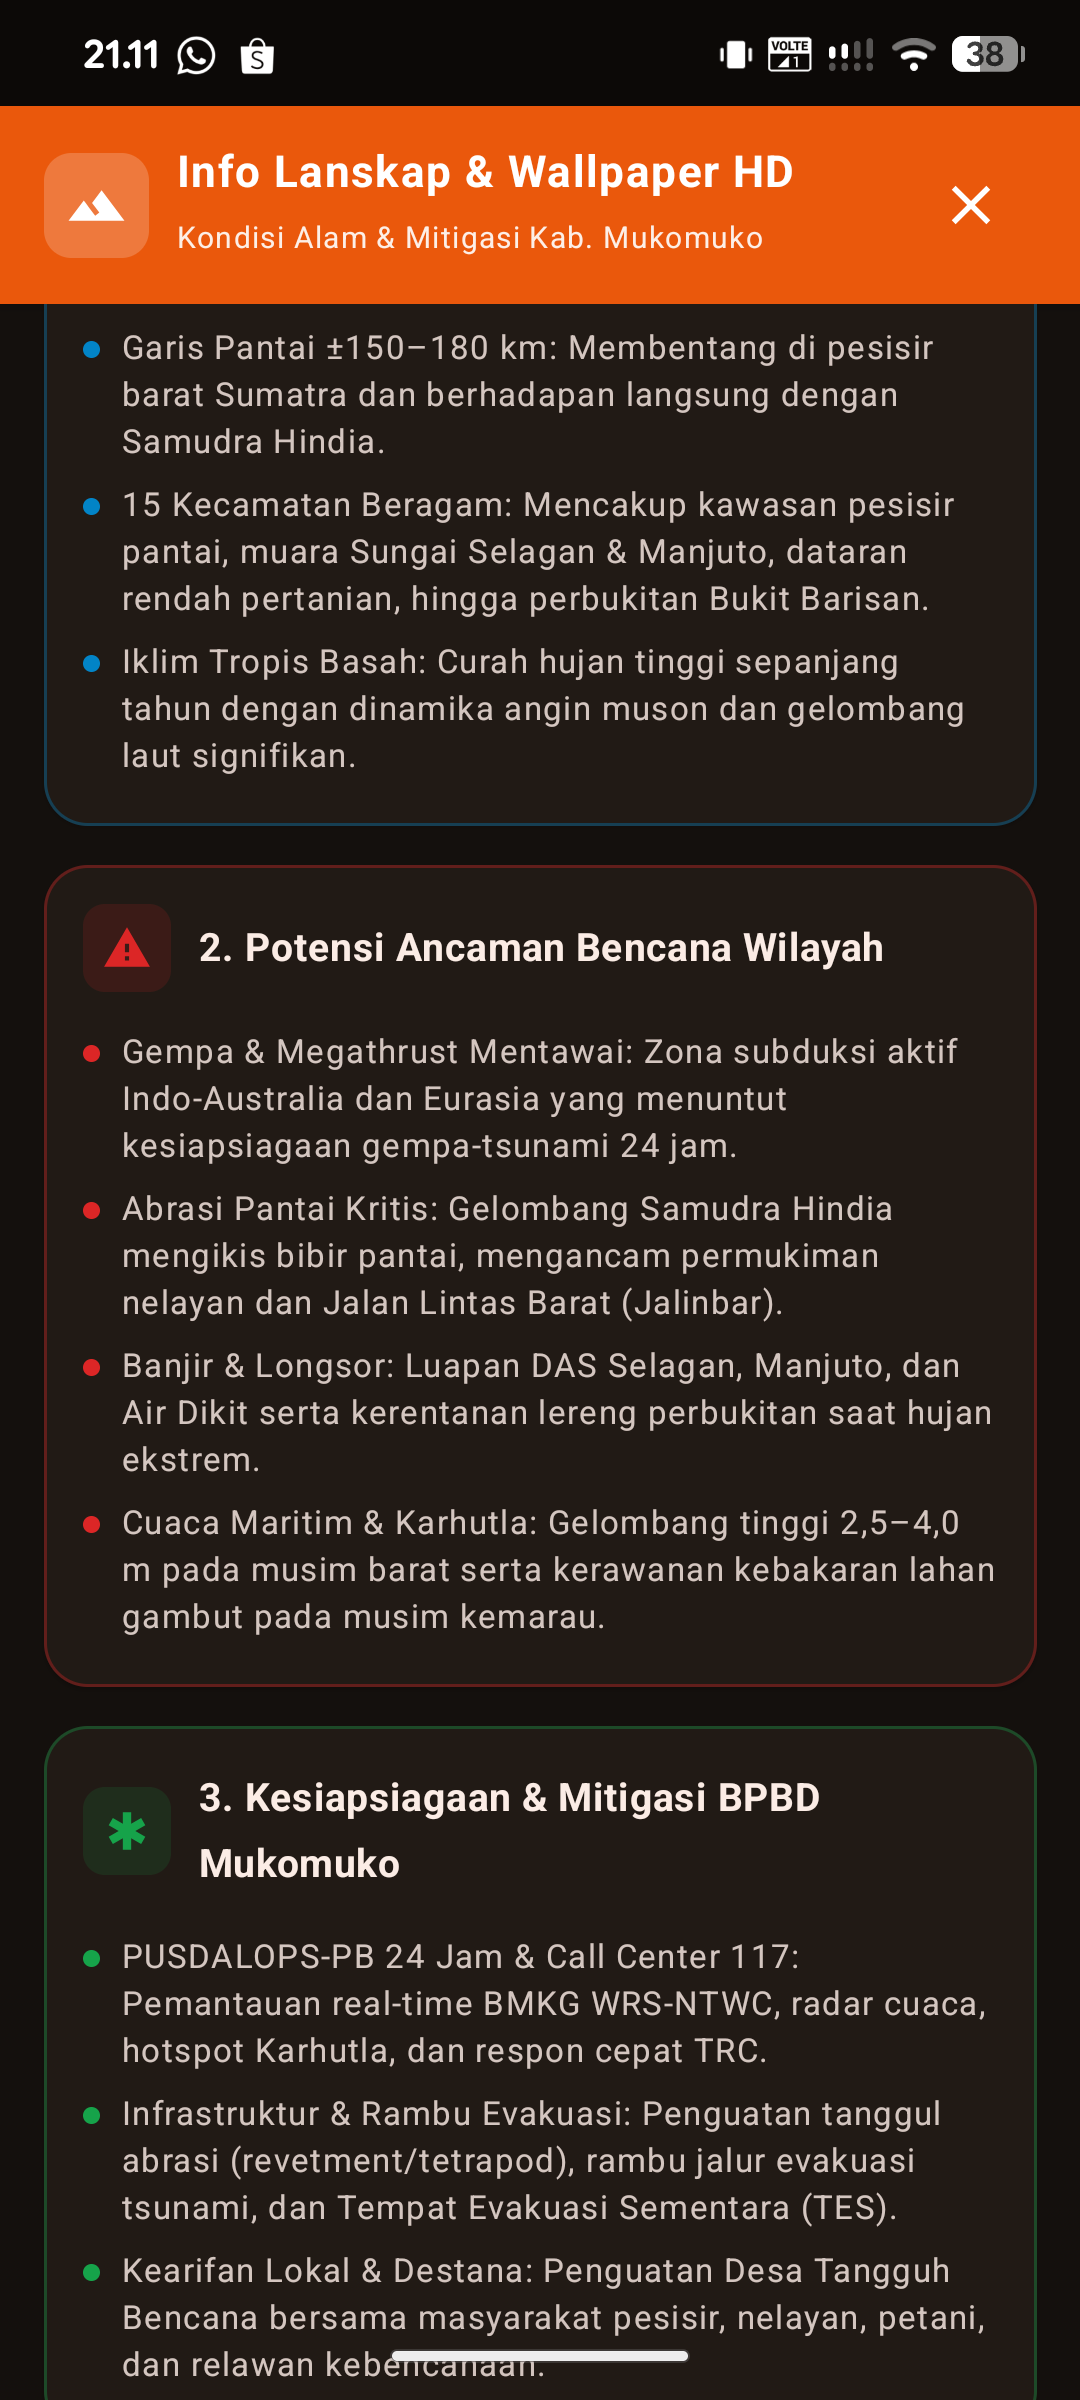 21.11
VOLTE
1
38
Info Lanskap & Wallpaper HD
Kondisi Alam & Mitigasi Kab. Mukomuko
Garis Pantai ±150–180 km: Membentang di pesisir
barat Sumatra dan berhadapan langsung dengan
Samudra Hindia.
15 Kecamatan Beragam: Mencakup kawasan pesisir
pantai, muara Sungai Selagan & Manjuto, dataran
rendah pertanian, hingga perbukitan Bukit Barisan.
Iklim Tropis Basah: Curah hujan tinggi sepanjang
tahun dengan dinamika angin muson dan gelombang
laut signifikan.
2. Potensi Ancaman Bencana Wilayah
Gempa & Megathrust Mentawai: Zona subduksi aktif
Indo-Australia dan Eurasia yang menuntut
kesiapsiagaan gempa-tsunami 24 jam.
Abrasi Pantai Kritis: Gelombang Samudra Hindia
mengikis bibir pantai, mengancam permukiman
nelayan dan Jalan Lintas Barat (Jalinbar).
Banjir & Longsor: Luapan DAS Selagan, Manjuto, dan
Air Dikit serta kerentanan lereng perbukitan saat hujan
ekstrem.
Cuaca Maritim & Karhutla: Gelombang tinggi 2,5–4,0
m pada musim barat serta kerawanan kebakaran lahan
gambut pada musim kemarau.
3. Kesiapsiagaan & Mitigasi BPBD
Mukomuko
PUSDALOPS-PB 24 Jam & Call Center 117:
Pemantauan real-time BMKG WRS-NTWC, radar cuaca,
hotspot Karhutla, dan respon cepat TRC.
Infrastruktur & Rambu Evakuasi: Penguatan tanggul
abrasi (revetment/tetrapod), rambu jalur evakuasi
tsunami, dan Tempat Evakuasi Sementara (TES).
Kearifan Lokal & Destana: Penguatan Desa Tangguh
Bencana bersama masyarakat pesisir, nelayan, petani,
dan relawan kebencanaan.